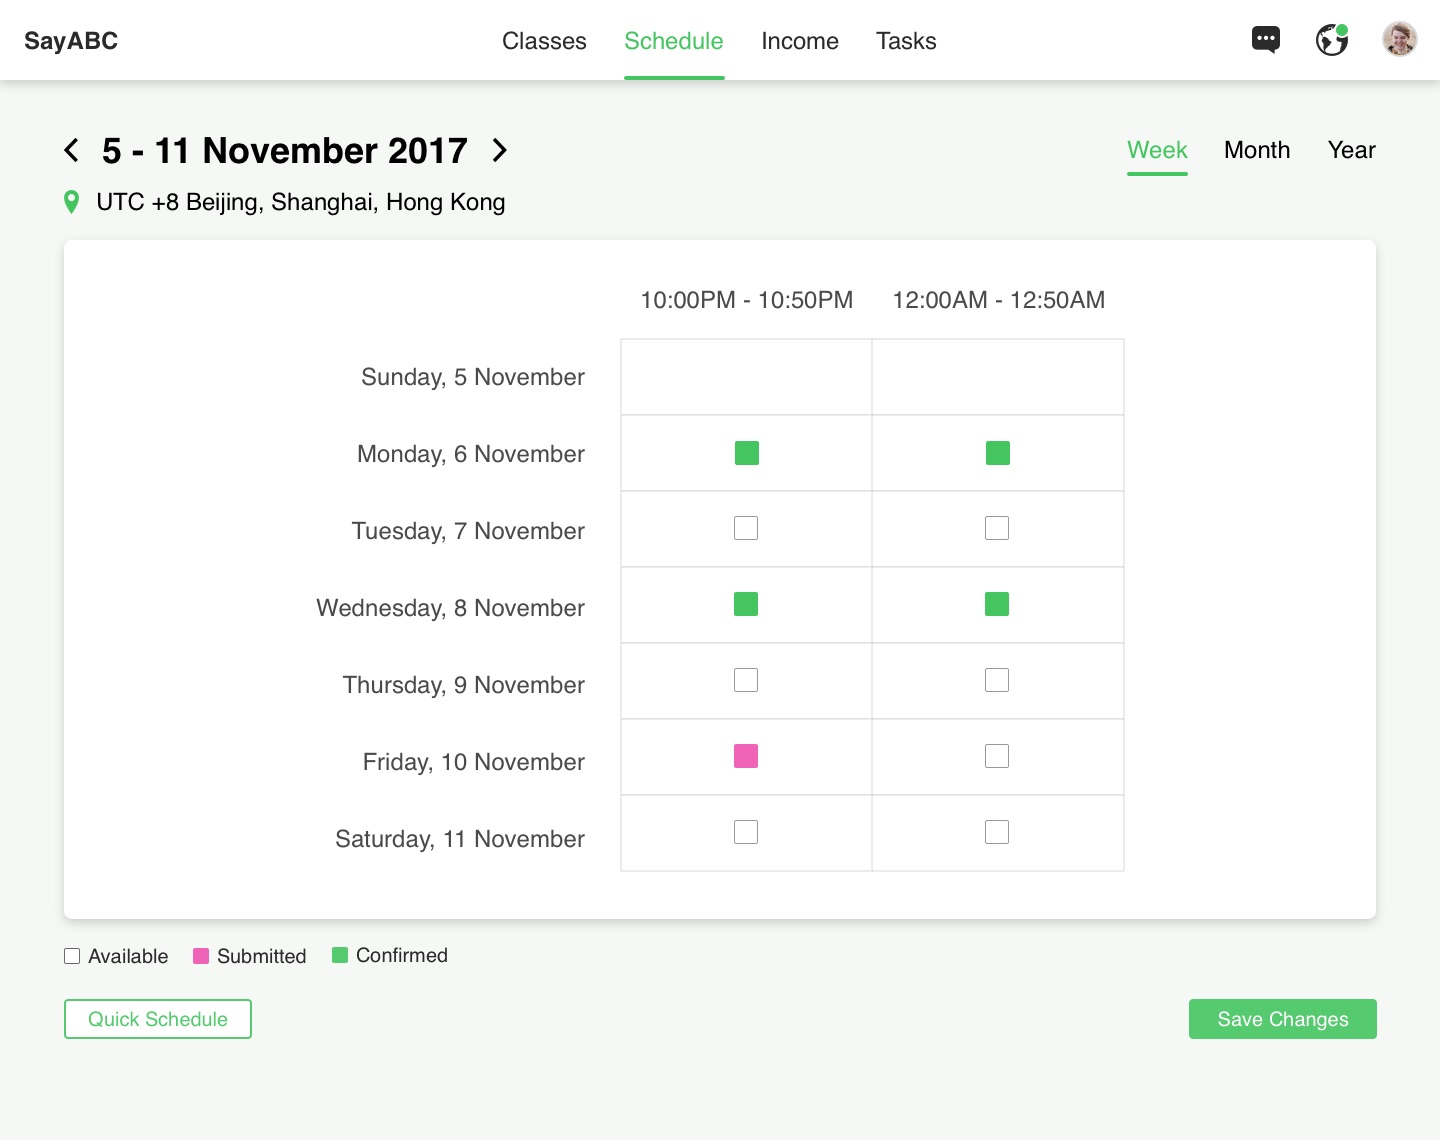 SayABC
Classes Schedule Income Tasks
5 - 11 November 2017
Week Month Year
UTC +8 Beijing, Shanghai, Hong Kong
10:00PM - 10:50PM 12:00AM - 12:50AM
Sunday, 5 November
Monday, 6 November
Tuesday, 7 November
Wednesday, 8 November
Thursday, 9 November
Friday, 10 November
Saturday, 11 November
Available Submitted Confirmed
Quick Schedule Save Changes